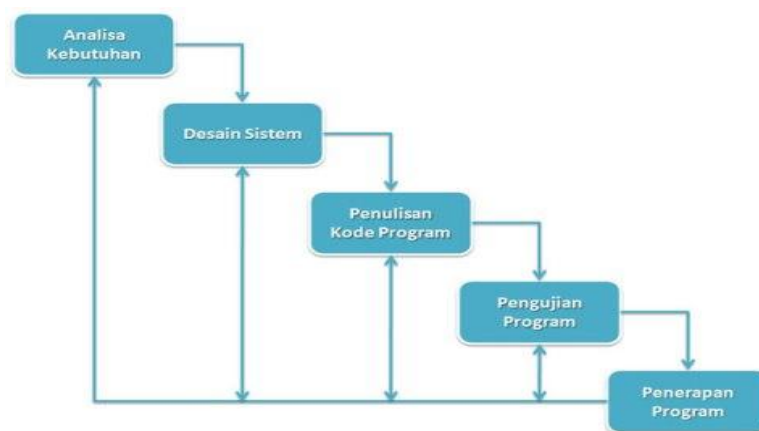 Analisa
Kebutuhan
Desain Sistem
Penulisan
Kode Program
Pengujian
Program
Penerapan
Program